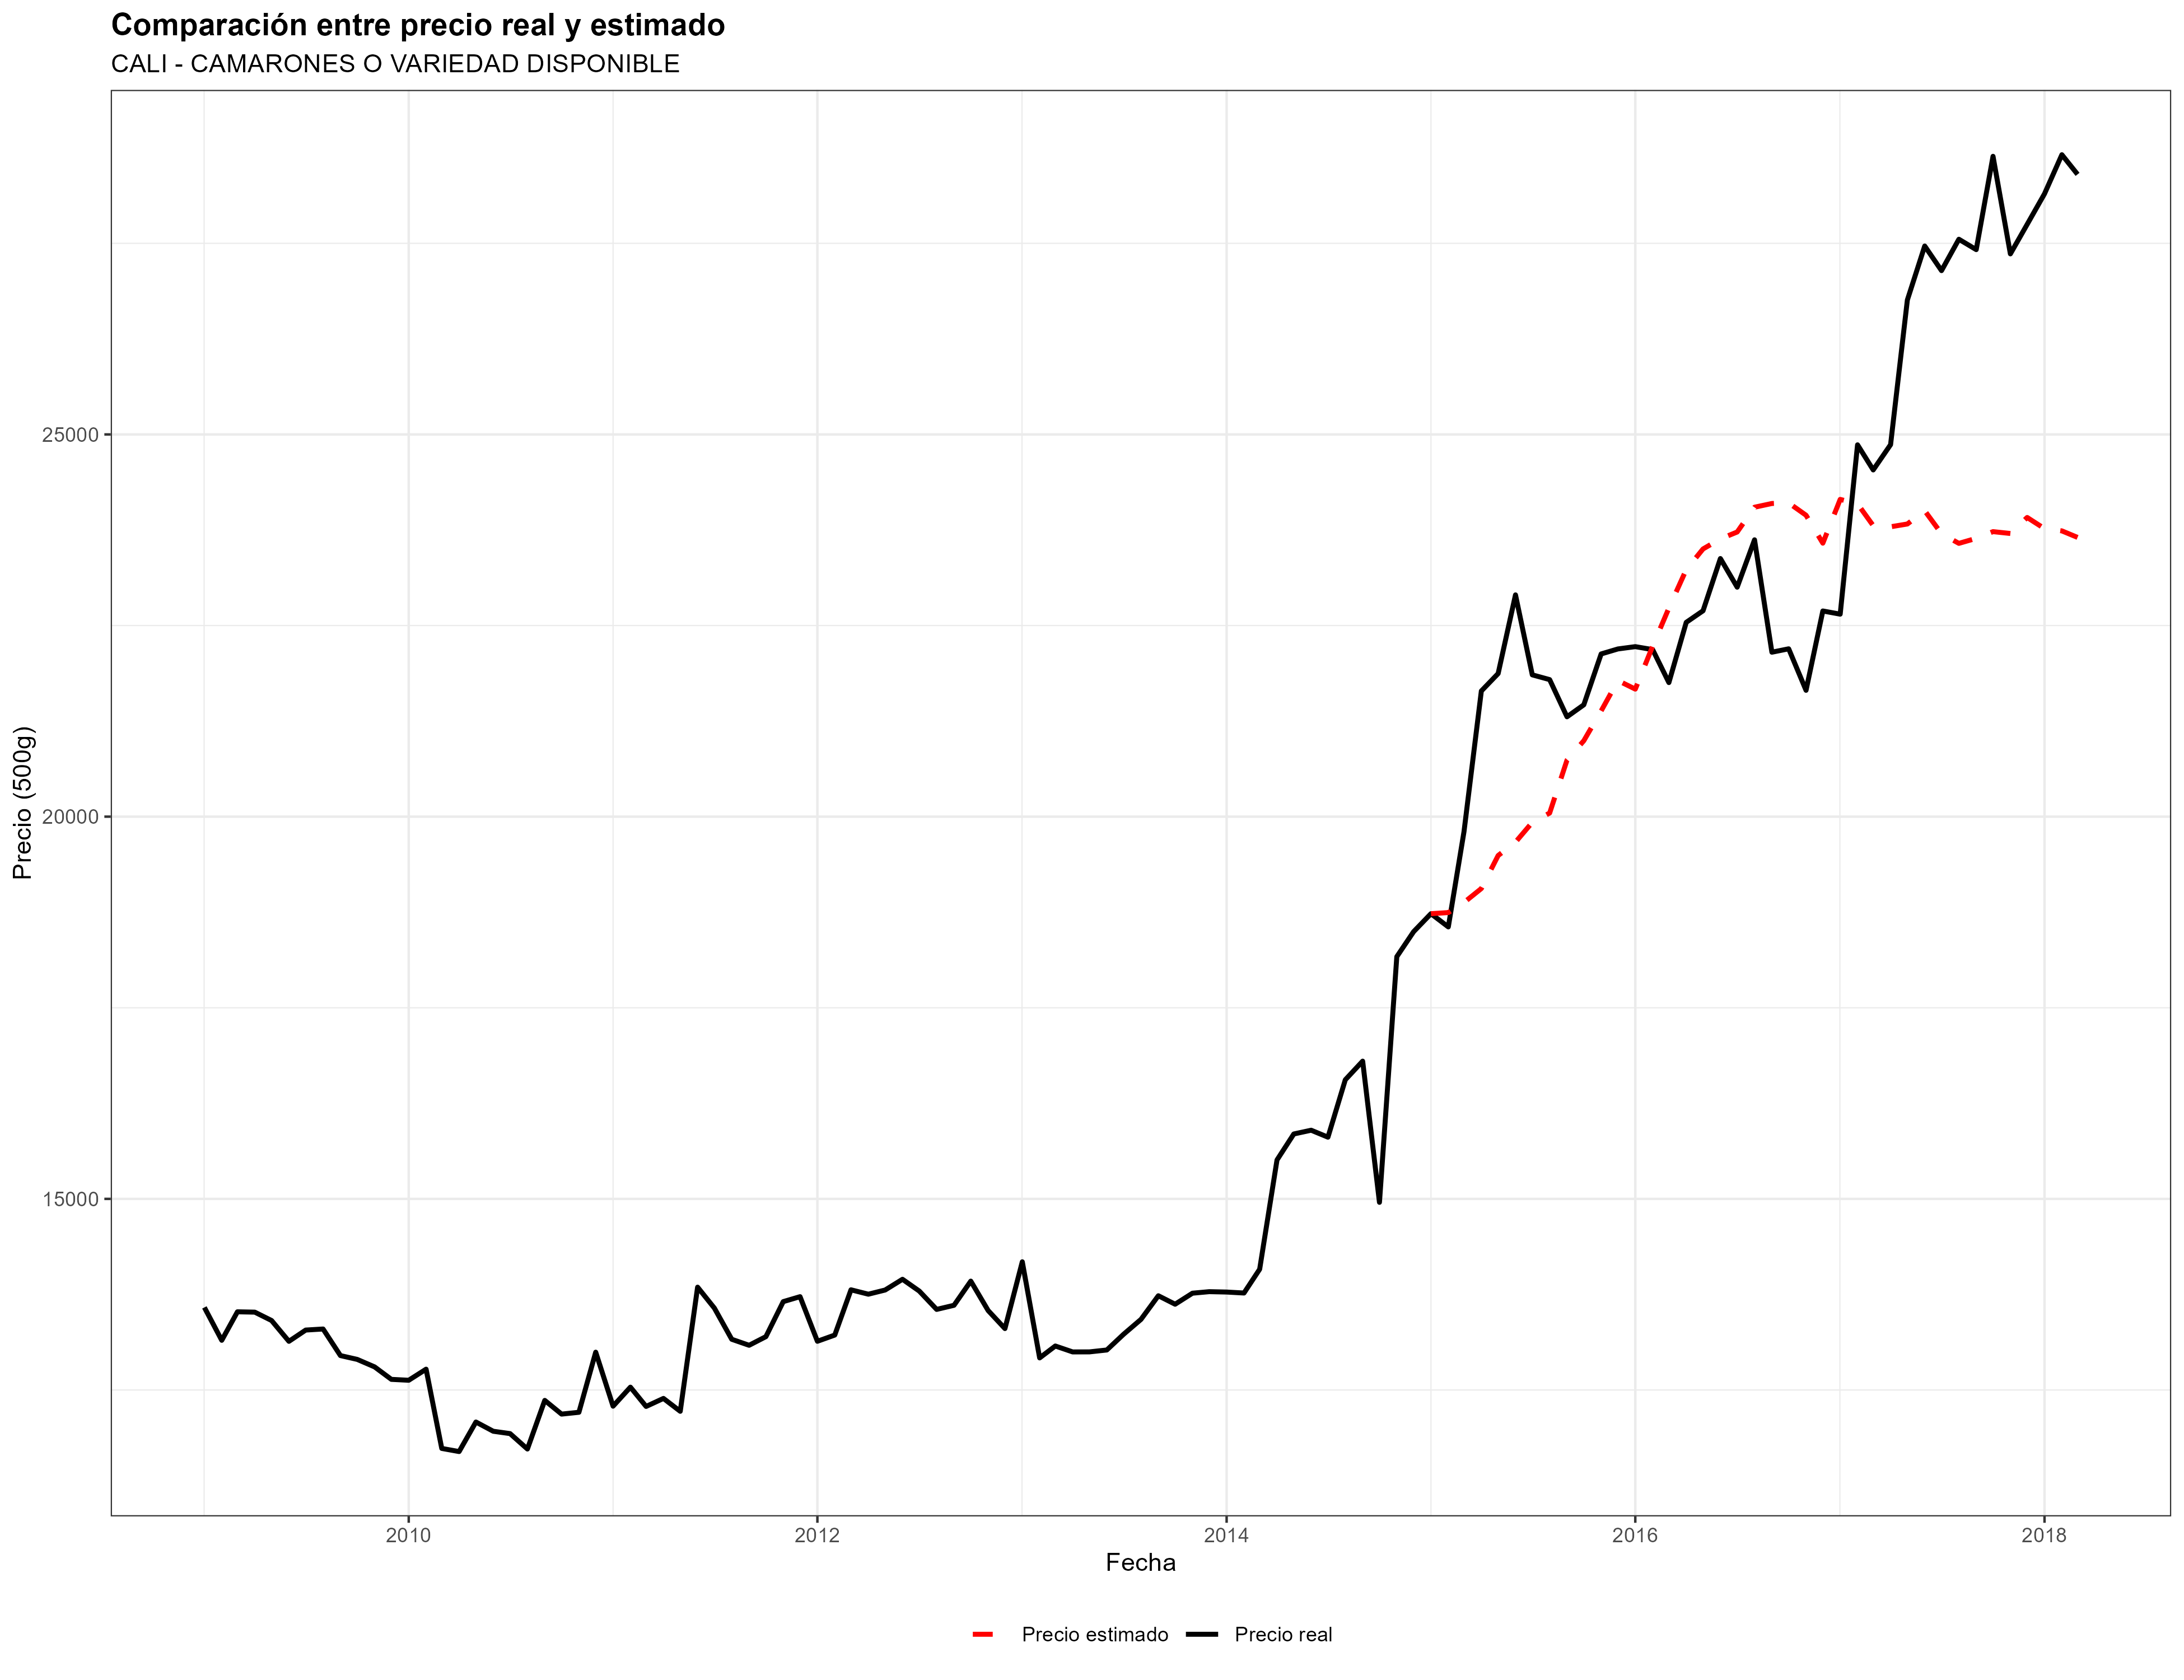 Comparación entre precio real y estimado
CALI - CAMARONES O VARIEDAD DISPONIBLE
Precio (500g)
25000
20000
15000
2010 2012 2014 2016 2018
Fecha
Precio estimado Precio real